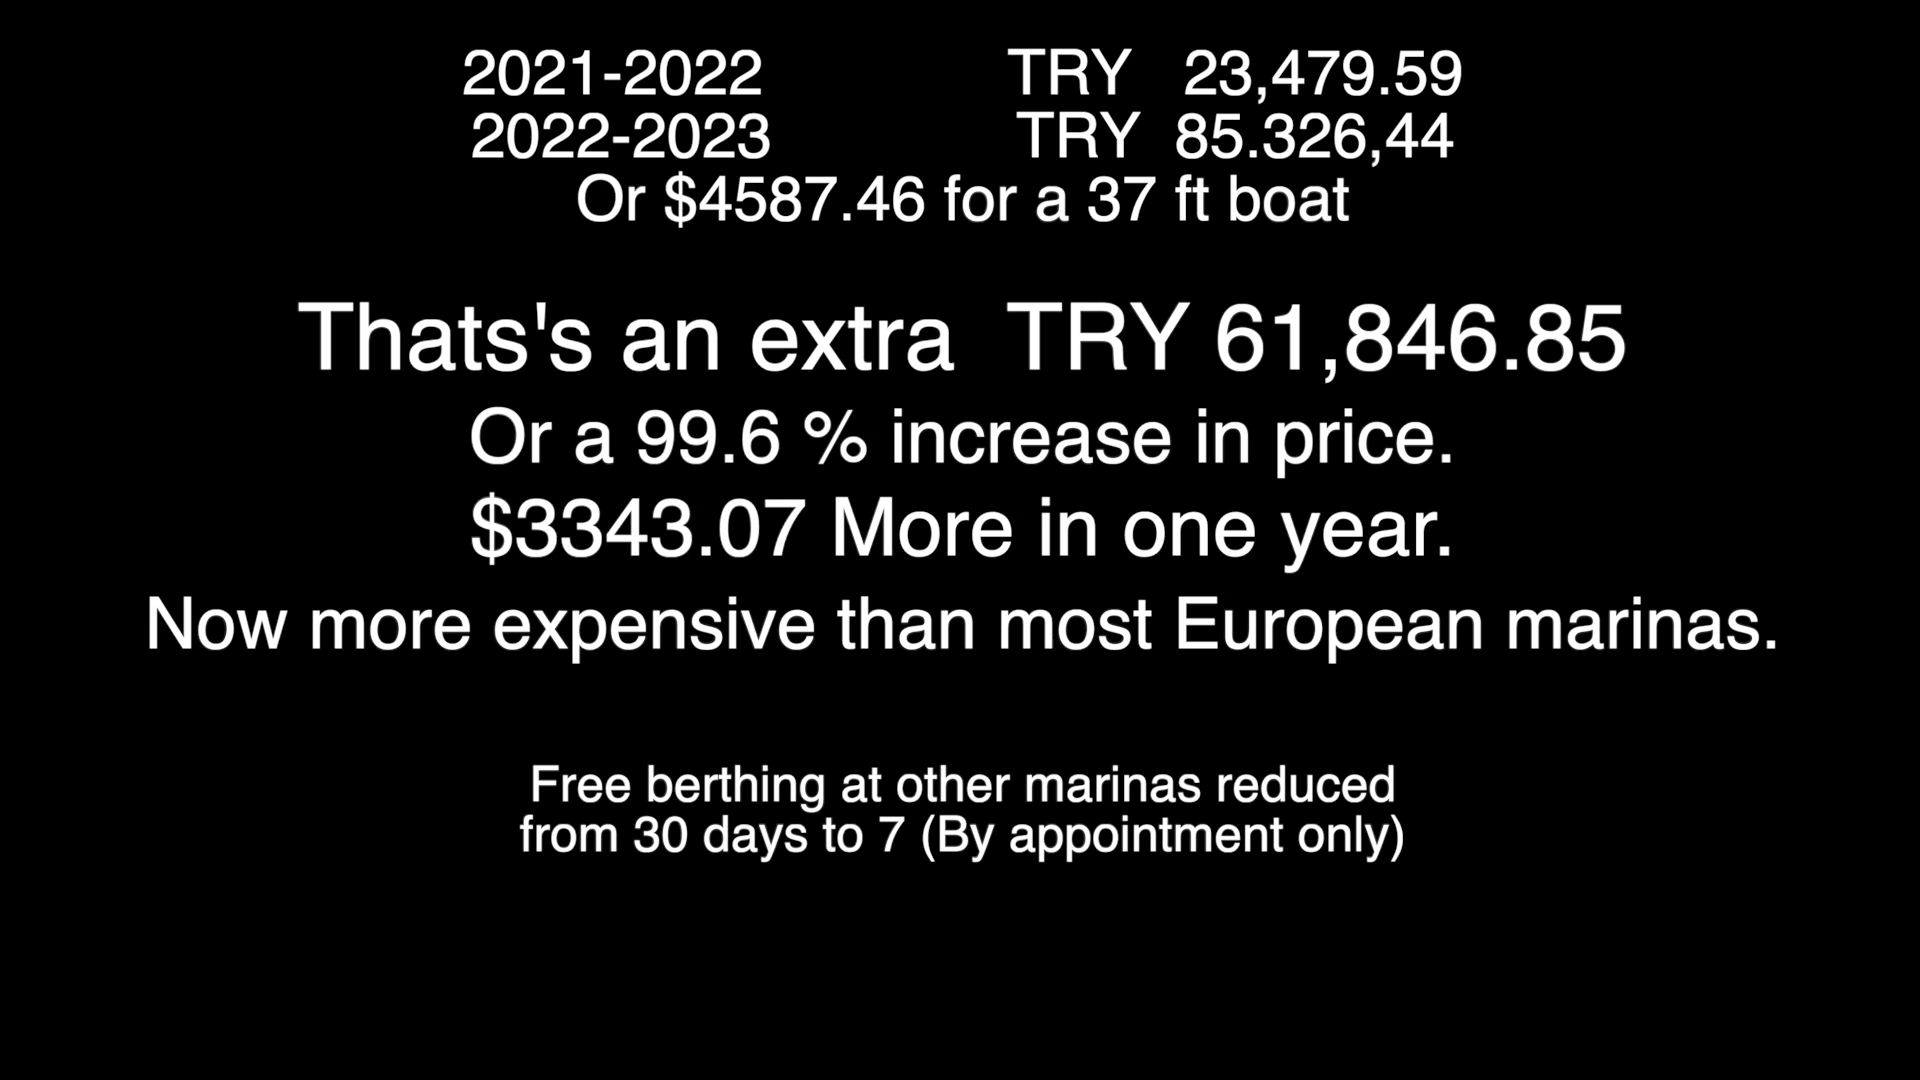 2021-2022 TRY 23,479.59
2022-2023 TRY 85.326,44
Or $4587.46 for a 37 ft boat
Thats's an extra TRY 61,846.85
Or a 99.6 % increase in price.
$3343.07 More in one year.
Now more expensive than most European marinas.
Free berthing at other marinas reduced
from 30 days to 7 (By appointment only)